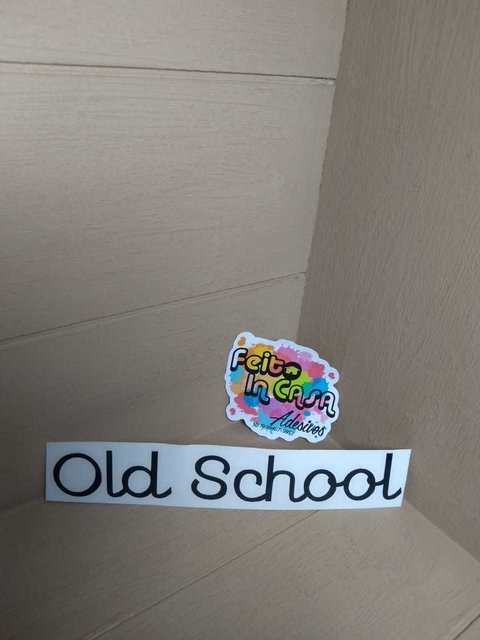 Feito
In CASA
Adesivos
Old School